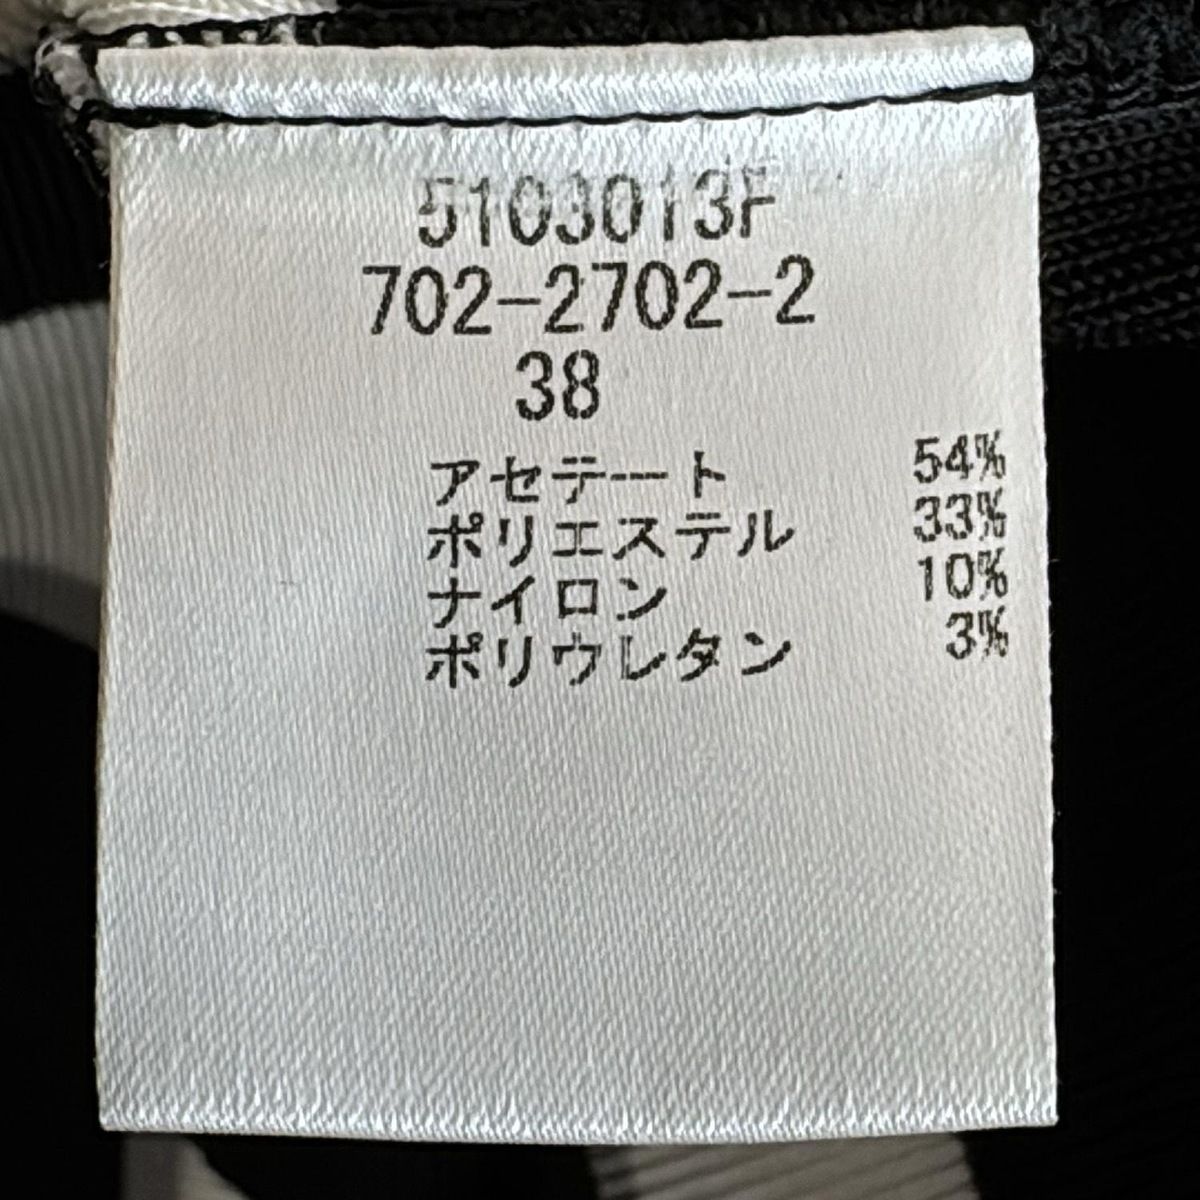 5103013F
702-2702-2
38
アセテート 54%
ポリエステル 33%
ナイロン 10%
ポリウレタン 3%